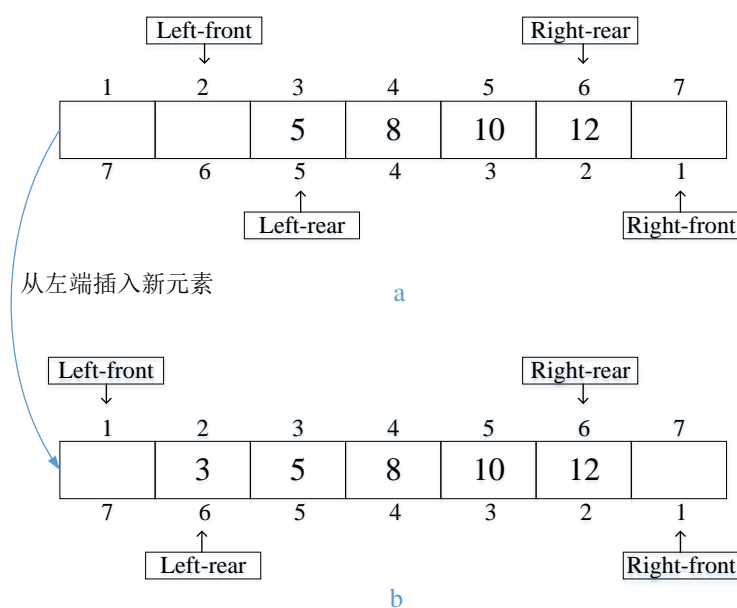 Left-front Right-rear
1 2 3 4 5 6 7
5 8 10 12
7 6 5 4 3 2 1
Left-rear Right-front
从左端插入新元素
a
Left-front Right-rear
1 2 3 4 5 6 7
3 5 8 10 12
7 6 5 4 3 2 1
Left-rear Right-front
b